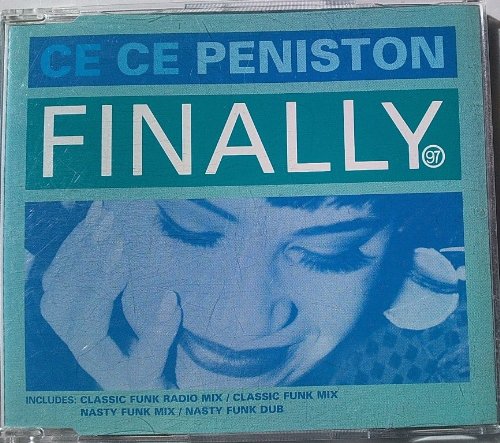 CE CE PENISTON
FINALLY 97
INCLUDES: CLASSIC FUNK RADIO MIX / CLASSIC FUNK MIX
NASTY FUNK MIX / NASTY FUNK DUB